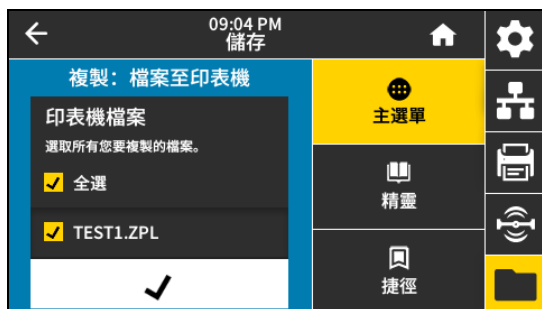 09:04 PM
儲存
複製：檔案至印表機
印表機檔案
選取所有您要複製的檔案。
全選
TEST1.ZPL
主選單
精靈
捷徑